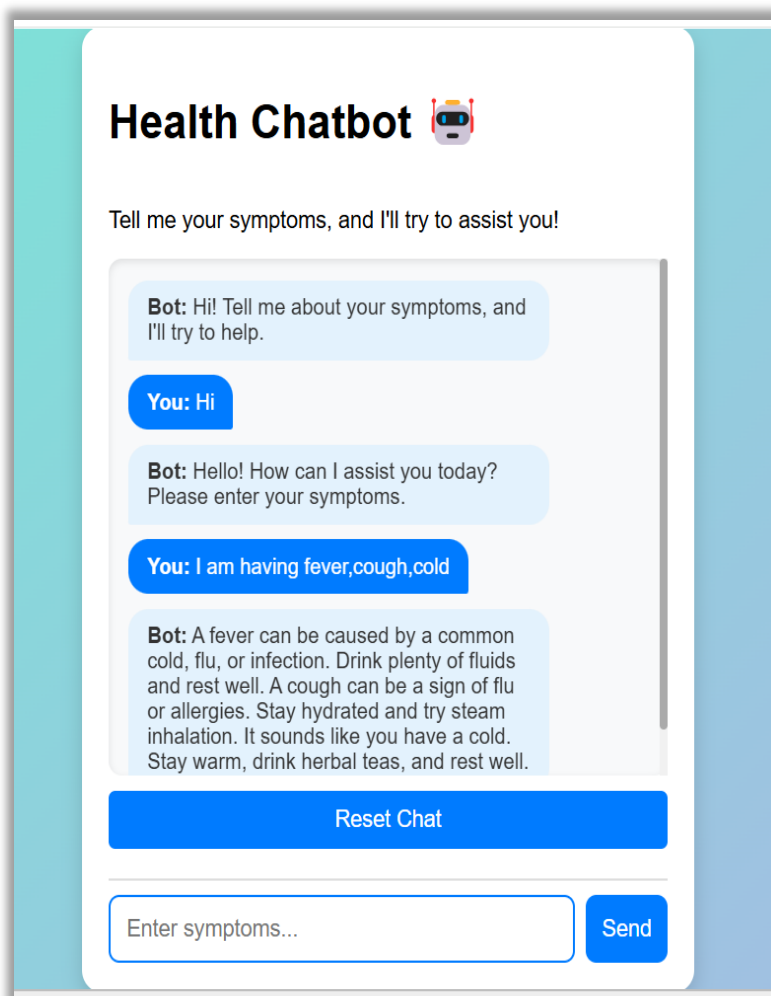 Health Chatbot
Tell me your symptoms, and I'll try to assist you!
Bot: Hi! Tell me about your symptoms, and
I'll try to help.
You: Hi
Bot: Hello! How can I assist you today?
Please enter your symptoms.
You: I am having fever,cough,cold
Bot: A fever can be caused by a common
cold, flu, or infection. Drink plenty of fluids
and rest well. A cough can be a sign of flu
or allergies. Stay hydrated and try steam
inhalation. It sounds like you have a cold.
Stay warm, drink herbal teas, and rest well.
Reset Chat
Enter symptoms...
Send